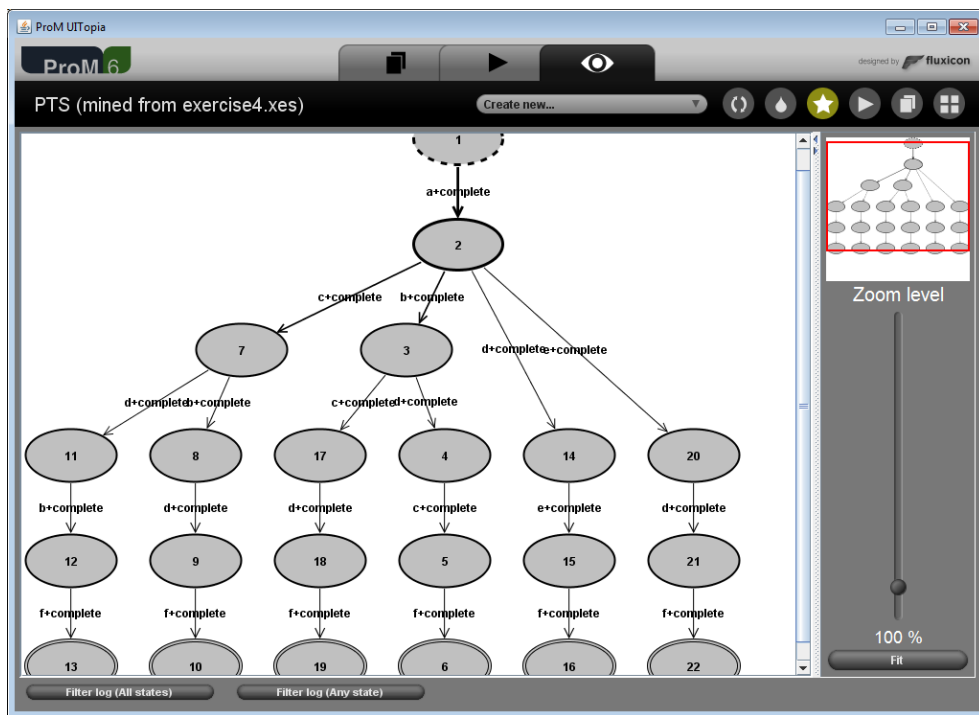 ProM UITopia
ProM 6
designed by fluxicon
PTS (mined from exercise4.xes)
Create new...
1
a+complete
2
c+complete
b+complete
7
3
d+complete
e+complete
d+complete
b+complete
c+complete
d+complete
11
8
17
4
14
20
b+complete
d+complete
d+complete
c+complete
e+complete
d+complete
12
9
18
5
15
21
f+complete
f+complete
f+complete
f+complete
f+complete
f+complete
13
10
19
6
16
22
Zoom level
100 %
Fit
Filter log (All states)
Filter log (Any state)